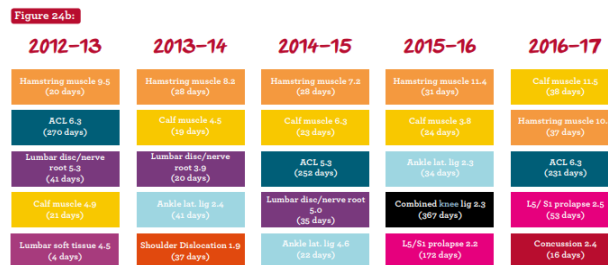 Figure 24b:
2012–13
2013–14
2014–15
2015–16
2016–17
Hamstring muscle 9.5
(20 days)
Hamstring muscle 8.2
(28 days)
Hamstring muscle 7.2
(28 days)
Hamstring muscle 11.4
(31 days)
Calf muscle 11.5
(38 days)
ACL 6.3
(270 days)
Calf muscle 4.5
(19 days)
Calf muscle 6.3
(23 days)
Calf muscle 3.8
(24 days)
Hamstring muscle 10.
(37 days)
Lumbar disc/nerve
root 5.3
(41 days)
Lumbar disc/nerve
root 3.9
(20 days)
ACL 5.3
(252 days)
Ankle lat. lig 2.3
(34 days)
ACL 6.3
(231 days)
Calf muscle 4.9
(21 days)
Ankle lat. lig 2.4
(41 days)
Lumbar disc/nerve root
5.0
(35 days)
Combined knee lig 2.3
(367 days)
L5/ S1 prolapse 2.5
(53 days)
Lumbar soft tissue 4.5
(4 days)
Shoulder Dislocation 1.9
(37 days)
Ankle lat. lig 4.6
(22 days)
L5/S1 prolapse 2.2
(172 days)
Concussion 2.4
(16 days)